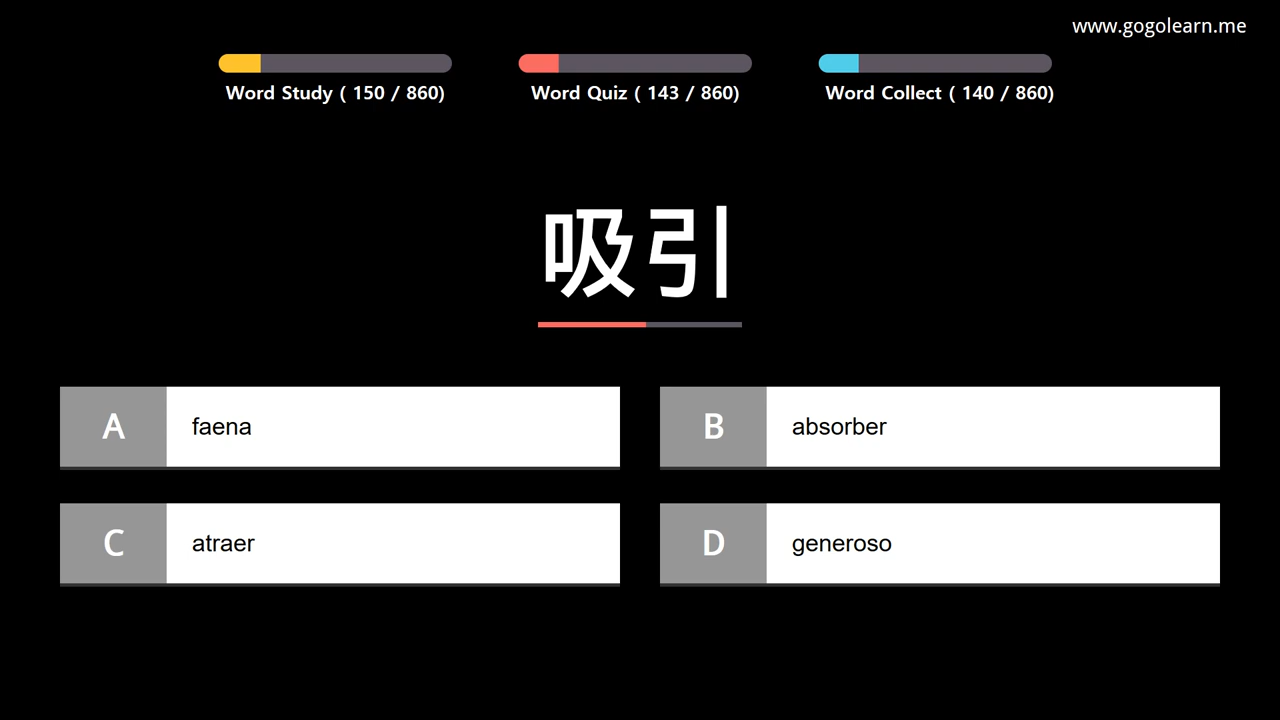 www.gogolearn.me
Word Study ( 150 / 860)
Word Quiz ( 143 / 860)
Word Collect ( 140 / 860)
吸引
A faena
B absorber
C atraer
D generoso